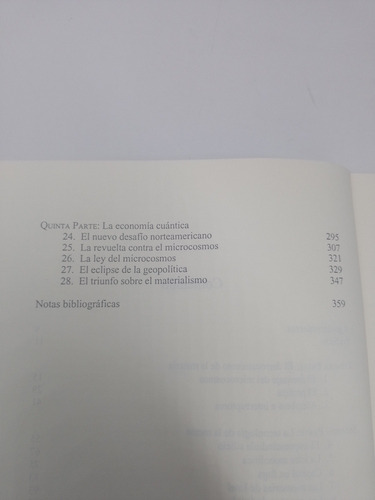 QUINTA PARTE: La economía cuántica
24. El nuevo desafío norteamericano 295
25. La revuelta contra el microcosmos 307
26. La ley del microcosmos 321
27. El eclipse de la geopolítica 329
28. El triunfo sobre el materialismo 347
Notas bibliográficas 359